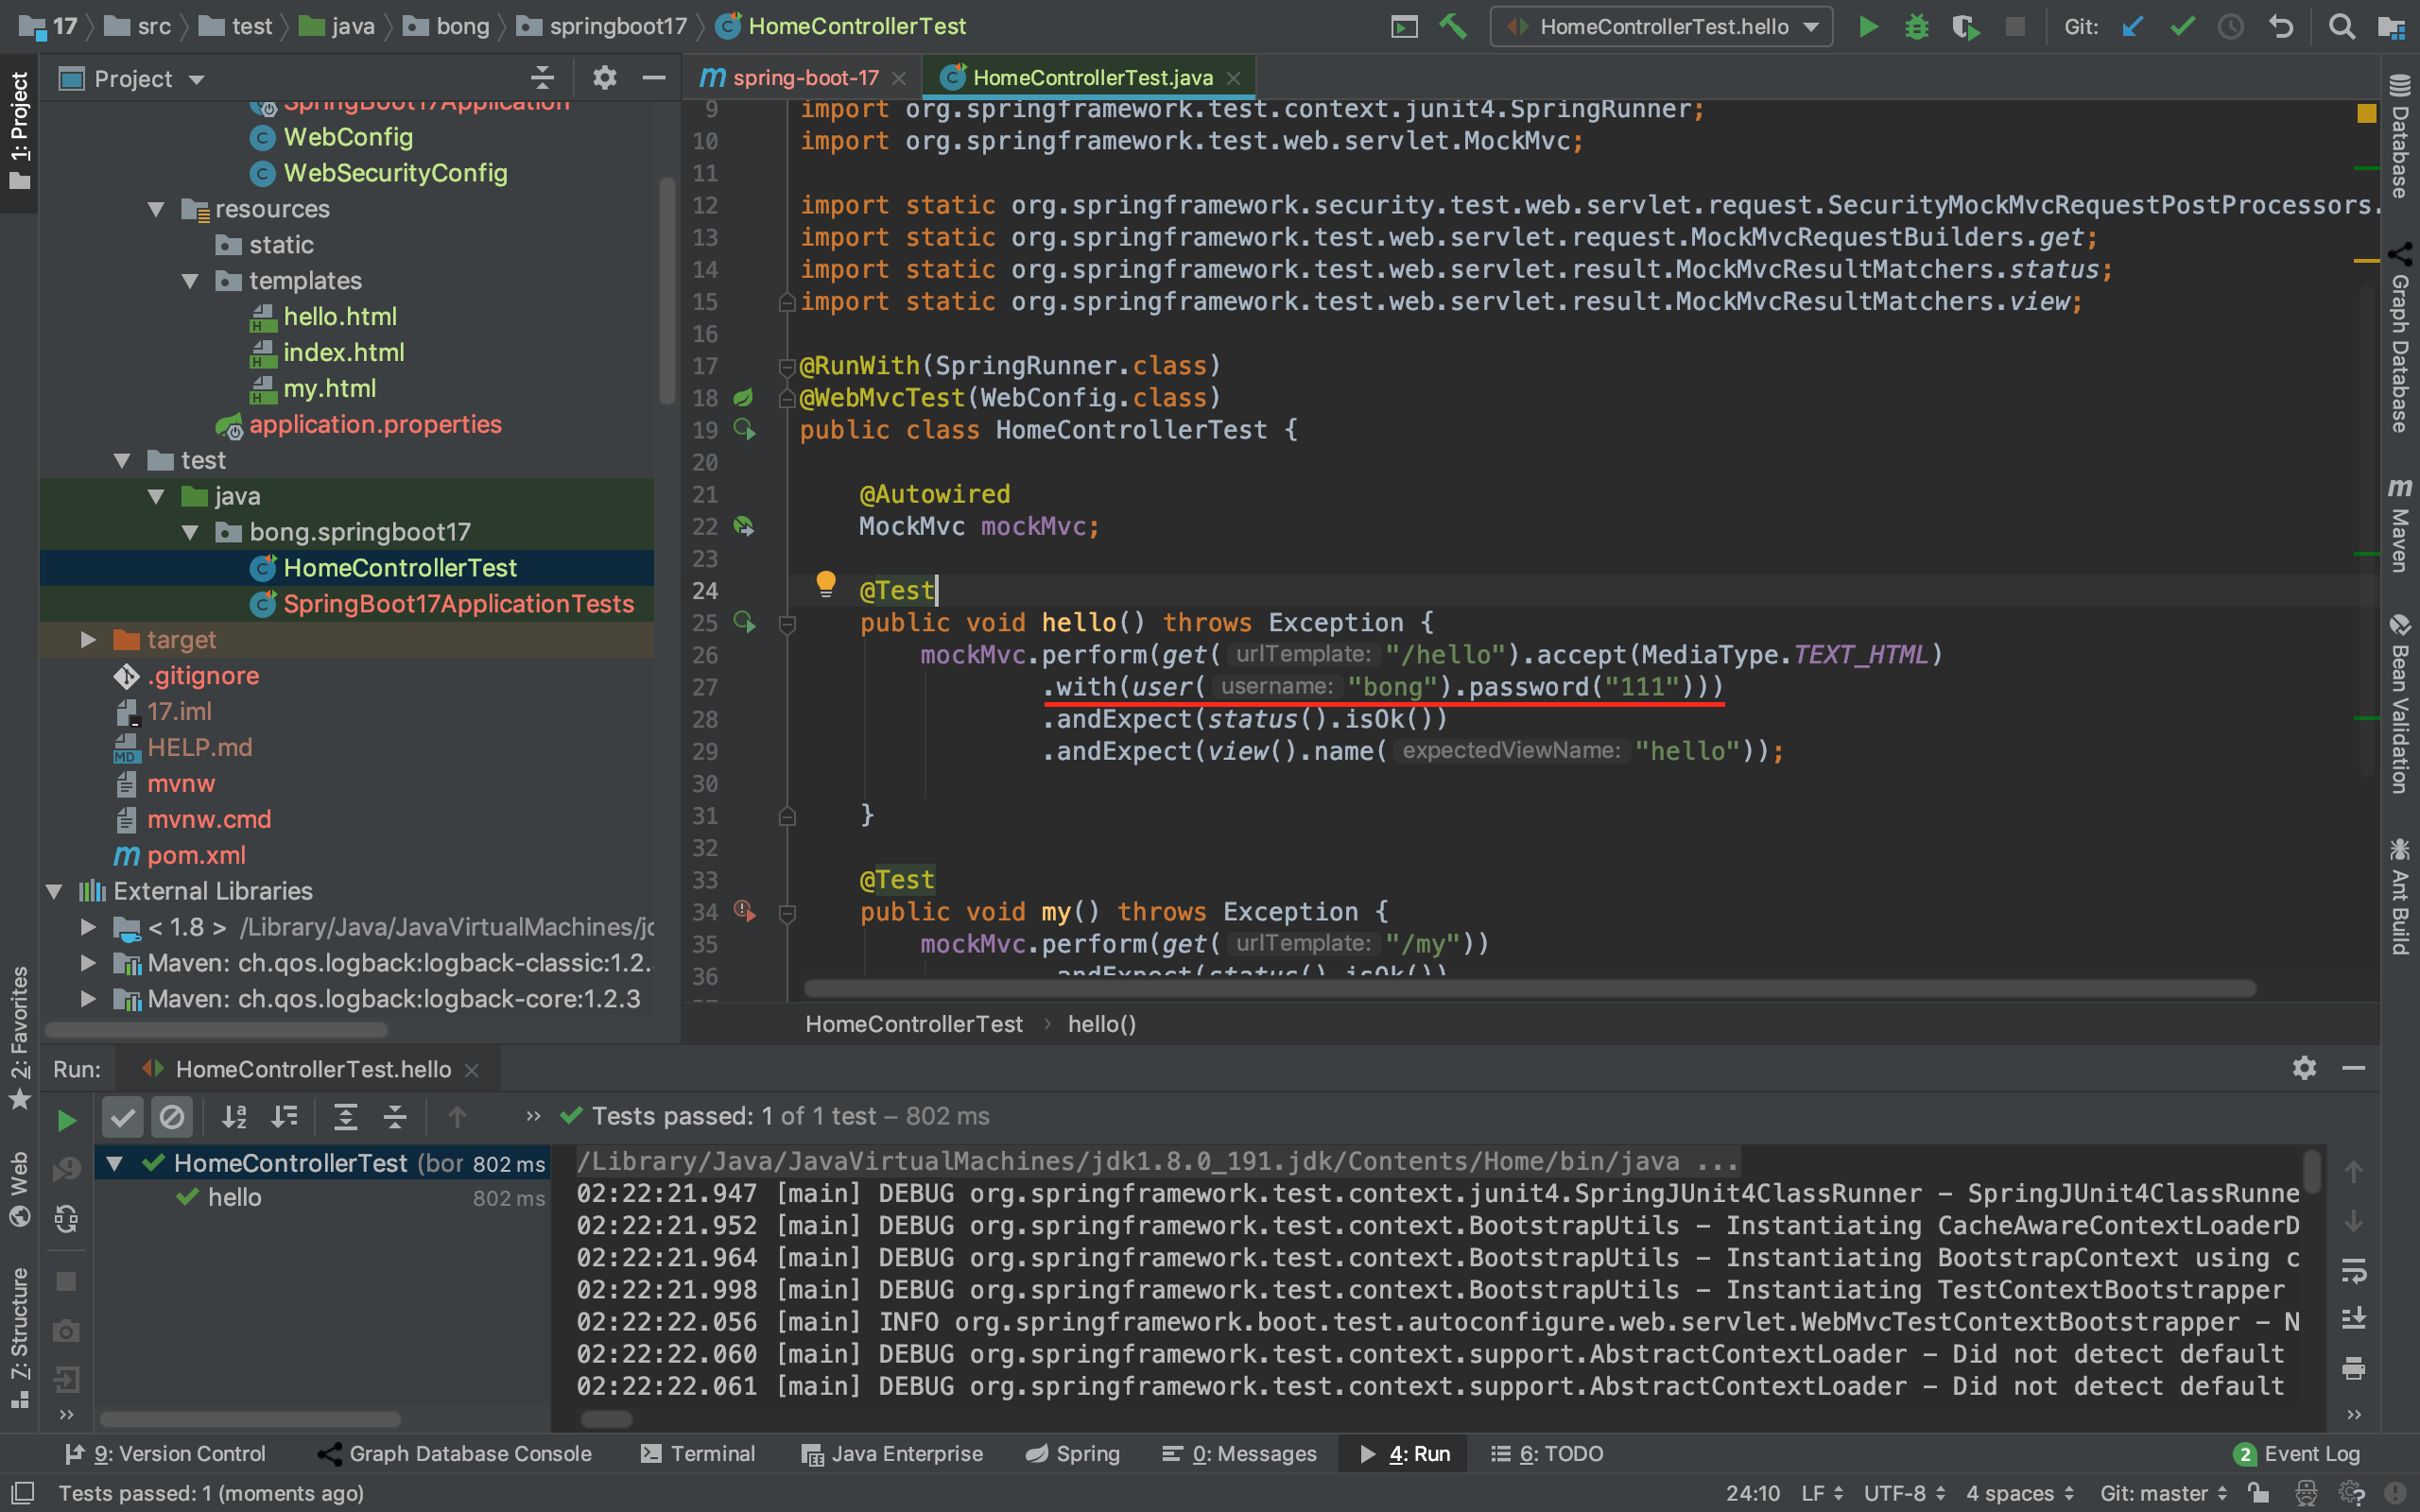 17 src test java bong springboot17 HomeControllerTest
HomeControllerTest.hello Git:
1: Project
2: Favorites
Web
Z: Structure
Project
SpringBoot17Application
WebConfig
WebSecurityConfig
resources
static
templates
hello.html
index.html
my.html
application.properties
test
java
bong.springboot17
HomeControllerTest
SpringBoot17ApplicationTests
target
.gitignore
17.iml
HELP.md
mvnw
mvnw.cmd
pom.xml
External Libraries
< 1.8 > /Library/Java/JavaVirtualMachines/jc
Maven: ch.qos.logback:logback-classic:1.2.
Maven: ch.qos.logback:logback-core:1.2.3
spring-boot-17 HomeControllerTest.java
9 import org.springframework.test.context.junit4.SpringRunner;
10 import org.springframework.test.web.servlet.MockMvc;
11
12 import static org.springframework.security.test.web.servlet.request.SecurityMockMvcRequestPostProcessors.
13 import static org.springframework.test.web.servlet.request.MockMvcRequestBuilders.get;
14 import static org.springframework.test.web.servlet.result.MockMvcResultMatchers.status;
15 import static org.springframework.test.web.servlet.result.MockMvcResultMatchers.view;
16
17 @RunWith(SpringRunner.class)
18 @WebMvcTest(WebConfig.class)
19 public class HomeControllerTest {
20
21 @Autowired
22 MockMvc mockMvc;
23
24 @Test
25 public void hello() throws Exception {
26 mockMvc.perform(get( urlTemplate: "/hello").accept(MediaType.TEXT_HTML)
27 .with(user( username: "bong").password("111")))
28 .andExpect(status().isOk())
29 .andExpect(view().name( expectedViewName: "hello"));
30
31 }
32
33 @Test
34 public void my() throws Exception {
35 mockMvc.perform(get( urlTemplate: "/my"))
36 .andExpect(status().isOk())
HomeControllerTest › hello()
Database
Graph Database
Maven
Bean Validation
Ant Build
Run: HomeControllerTest.hello
Tests passed: 1 of 1 test – 802 ms
HomeControllerTest (bor 802 ms
hello 802 ms
/Library/Java/JavaVirtualMachines/jdk1.8.0_191.jdk/Contents/Home/bin/java ...
02:22:21.947 [main] DEBUG org.springframework.test.context.junit4.SpringJUnit4ClassRunner - SpringJUnit4ClassRunne
02:22:21.952 [main] DEBUG org.springframework.test.context.BootstrapUtils - Instantiating CacheAwareContextLoaderD
02:22:21.964 [main] DEBUG org.springframework.test.context.BootstrapUtils - Instantiating BootstrapContext using c
02:22:21.998 [main] DEBUG org.springframework.test.context.BootstrapUtils - Instantiating TestContextBootstrapper
02:22:22.056 [main] INFO org.springframework.boot.test.autoconfigure.web.servlet.WebMvcTestContextBootstrapper - N
02:22:22.060 [main] DEBUG org.springframework.test.context.support.AbstractContextLoader - Did not detect default
02:22:22.061 [main] DEBUG org.springframework.test.context.support.AbstractContextLoader - Did not detect default
9: Version Control Graph Database Console Terminal Java Enterprise Spring 0: Messages 4: Run 6: TODO 2 Event Log
Tests passed: 1 (moments ago) 24:10 LF UTF-8 4 spaces Git: master